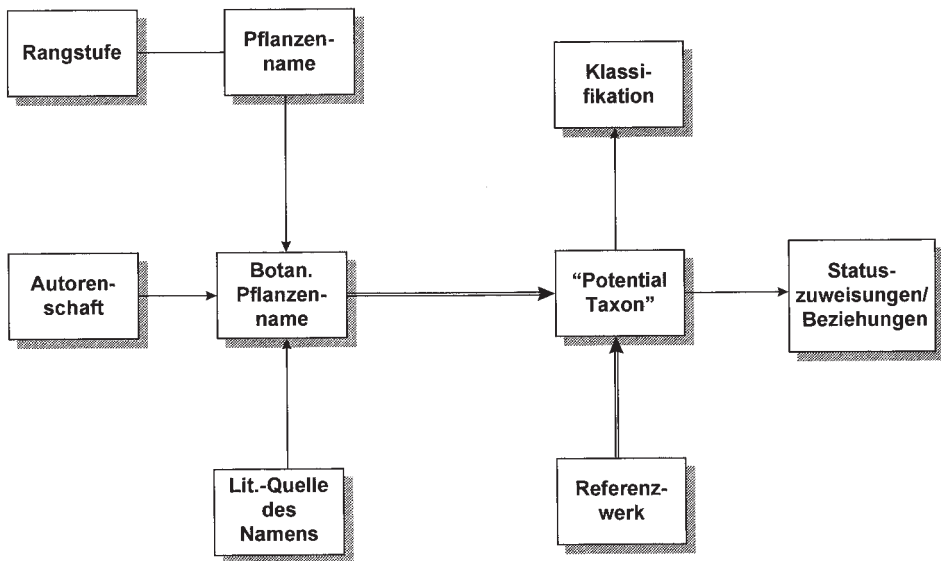 Rangstufe
Pflanzen-
name
Klassi-
fikation
Autoren-
schaft
Botan.
Pflanzen-
name
“Potential
Taxon”
Status-
zuweisungen/
Beziehungen
Lit.-Quelle
des
Namens
Referenz-
werk